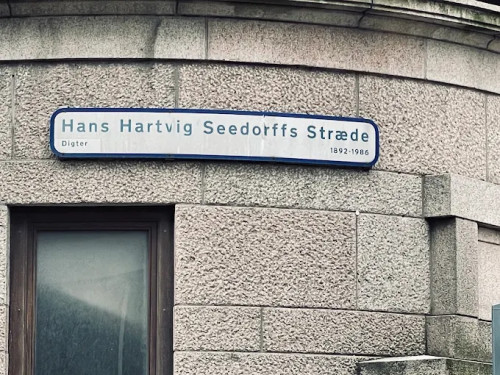 Hans Hartvig Seedorffs Stræde
Digter 1892-1986